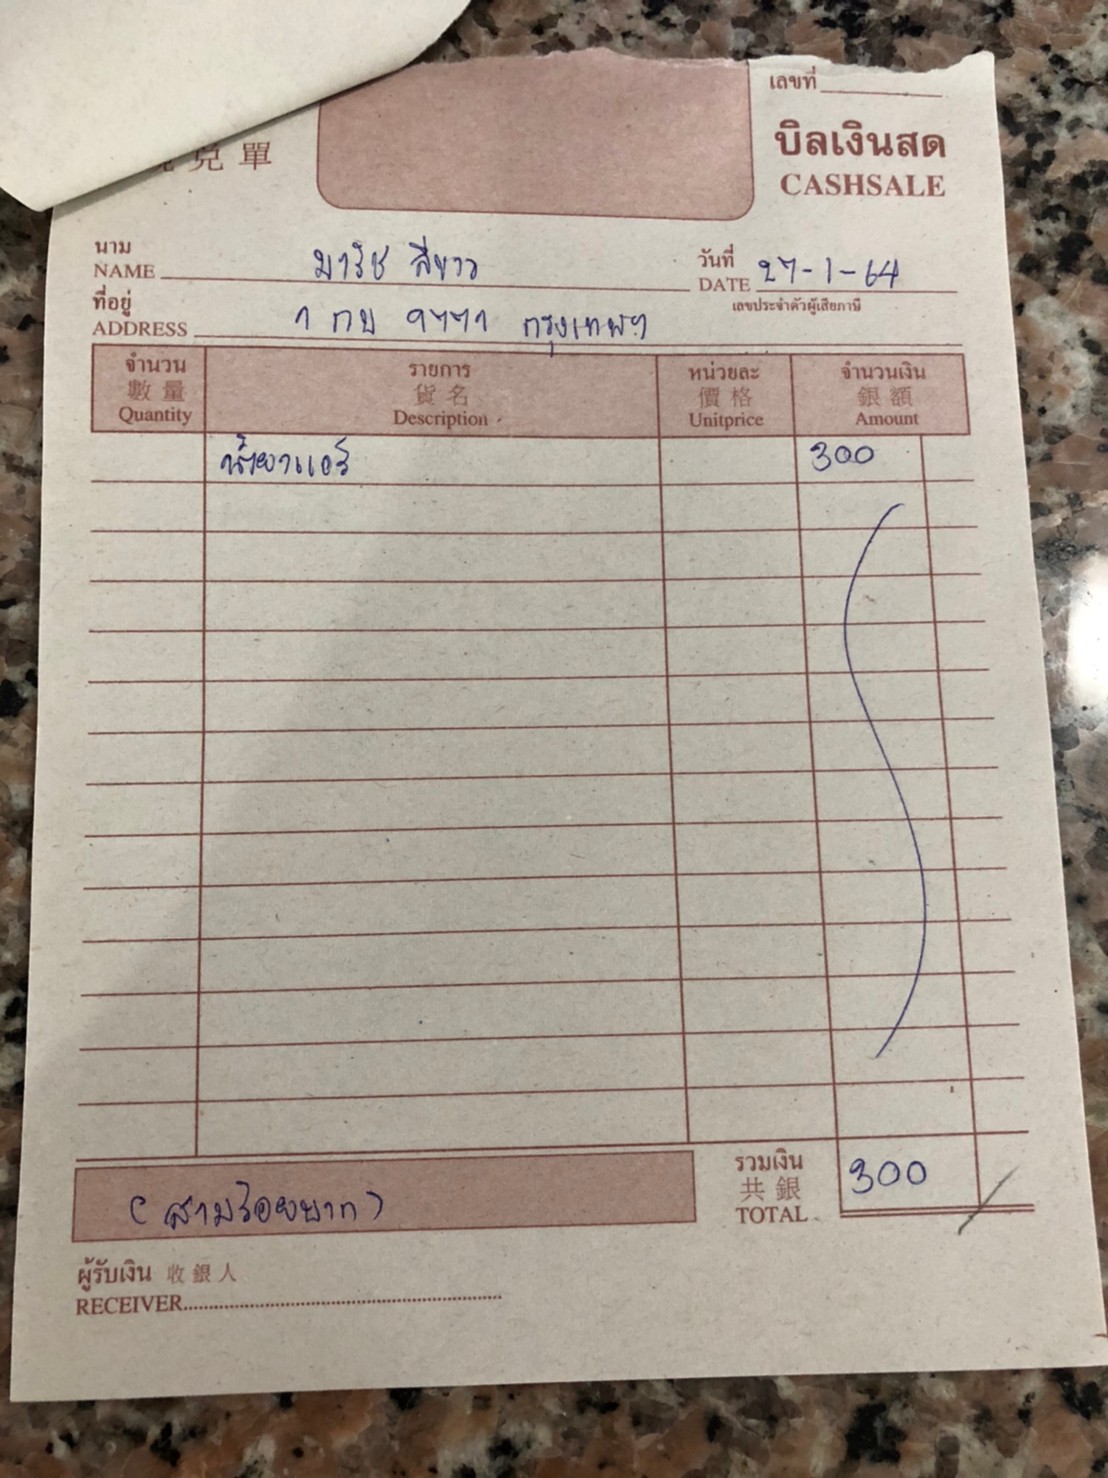 兌 單
เลขที่
บิลเงินสด
CASHSALE
นาม
NAME มาริช สีขาว
วันที่
DATE 27-1-64
ที่อยู่
ADDRESS 1 กข 9771 กรุงเทพฯ
เลขประจำตัวผู้เสียภาษี
จำนวน รายการ หน่วยละ จำนวนเงิน
數量 貨名 價格 銀額
Quantity Description Unitprice Amount
น้ำยาแอร์ 300
รวมเงิน
共銀
TOTAL 300
(สามร้อยบาท)
ผู้รับเงิน 收銀人
RECEIVER